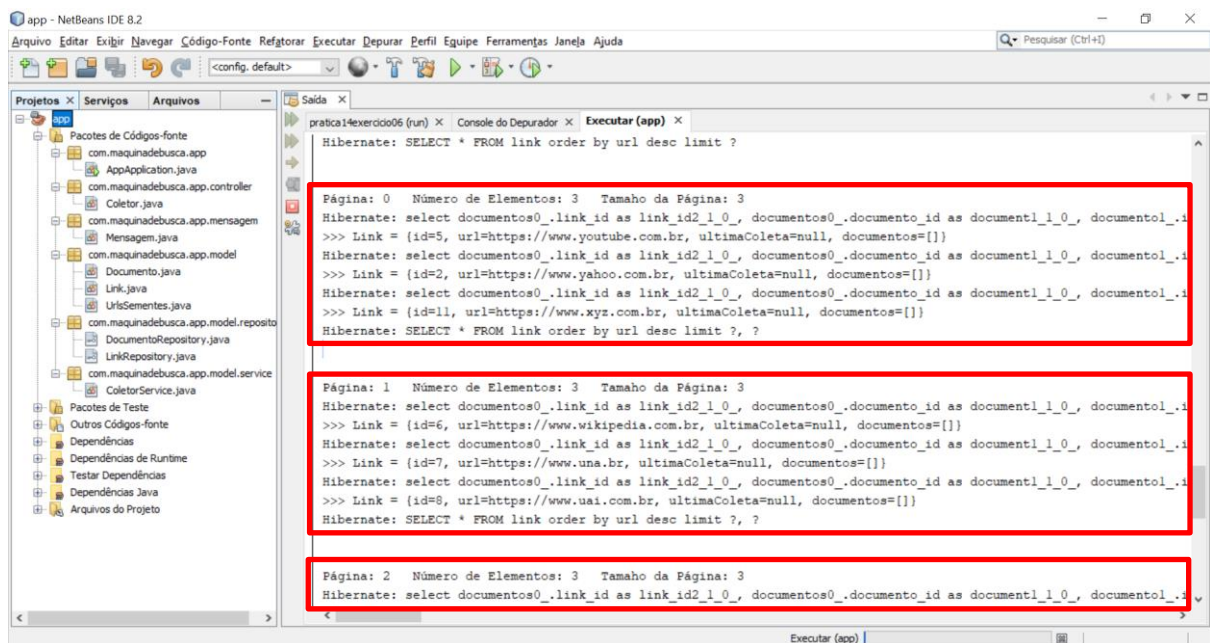 app - NetBeans IDE 8.2
Arquivo Editar Exibir Navegar Código-Fonte Refatorar Executar Depurar Perfil Equipe Ferramentas Janela Ajuda
Pesquisar (Ctrl+I)
<config. default>
Projetos Serviços Arquivos
app
Pacotes de Códigos-fonte
com.maquinadebusca.app
AppApplication.java
com.maquinadebusca.app.controller
Coletor.java
com.maquinadebusca.app.mensagem
Mensagem.java
com.maquinadebusca.app.model
Documento.java
Link.java
UrlsSementes.java
com.maquinadebusca.app.model.reposito
DocumentoRepository.java
LinkRepository.java
com.maquinadebusca.app.model.service
ColetorService.java
Pacotes de Teste
Outros Códigos-fonte
Dependências
Dependências de Runtime
Testar Dependências
Dependências Java
Arquivos do Projeto
Saída
pratica14exercicio06 (run) Console do Depurador Executar (app)
Hibernate: SELECT * FROM link order by url desc limit ?
Página: 0 Número de Elementos: 3 Tamaho da Página: 3
Hibernate: select documentos0_.link_id as link_id2_1_0_, documentos0_.documento_id as document1_1_0_, documento1_.i
>>> Link = {id=5, url=https://www.youtube.com.br, ultimaColeta=null, documentos=[]}
Hibernate: select documentos0_.link_id as link_id2_1_0_, documentos0_.documento_id as document1_1_0_, documento1_.i
>>> Link = {id=2, url=https://www.yahoo.com.br, ultimaColeta=null, documentos=[]}
Hibernate: select documentos0_.link_id as link_id2_1_0_, documentos0_.documento_id as document1_1_0_, documento1_.i
>>> Link = {id=11, url=https://www.xyz.com.br, ultimaColeta=null, documentos=[]}
Hibernate: SELECT * FROM link order by url desc limit ?, ?
Página: 1 Número de Elementos: 3 Tamaho da Página: 3
Hibernate: select documentos0_.link_id as link_id2_1_0_, documentos0_.documento_id as document1_1_0_, documento1_.i
>>> Link = {id=6, url=https://www.wikipedia.com.br, ultimaColeta=null, documentos=[]}
Hibernate: select documentos0_.link_id as link_id2_1_0_, documentos0_.documento_id as document1_1_0_, documento1_.i
>>> Link = {id=7, url=https://www.una.br, ultimaColeta=null, documentos=[]}
Hibernate: select documentos0_.link_id as link_id2_1_0_, documentos0_.documento_id as document1_1_0_, documento1_.i
>>> Link = {id=8, url=https://www.uai.com.br, ultimaColeta=null, documentos=[]}
Hibernate: SELECT * FROM link order by url desc limit ?, ?
Página: 2 Número de Elementos: 3 Tamaho da Página: 3
Hibernate: select documentos0_.link_id as link_id2_1_0_, documentos0_.documento_id as document1_1_0_, documento1_.i
Executar (app)